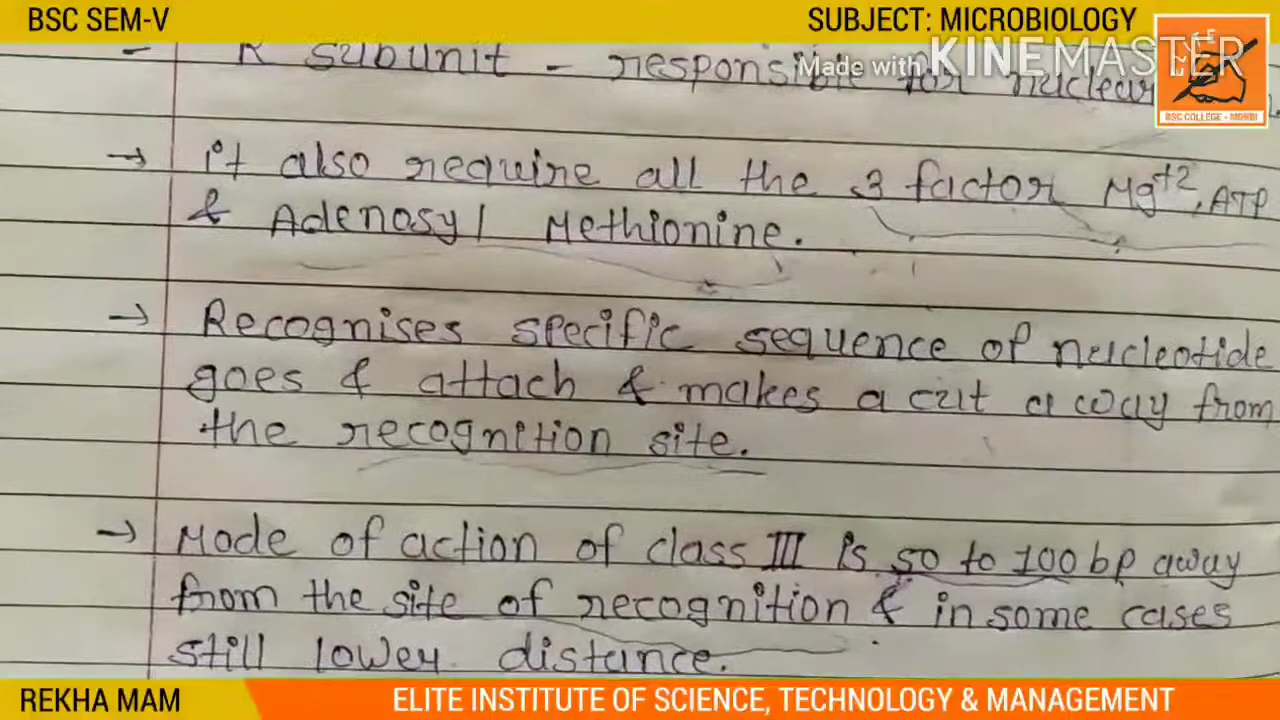 BSC SEM-V
SUBJECT: MICROBIOLOGY
Made with KINEMASTER
BSC COLLEGE - MORBI
- R subunit - responsible for nuclear
→ it also require all the 3 factor Mg+2, ATP
& Adenosyl Methionine.
→ Recognises specific sequence of nucleotide
goes & attach & makes a cut away from
the recognition site.
→ Mode of action of class III is 50 to 100 bp away
from the site of recognition & in some cases
still lower distance.
REKHA MAM
ELITE INSTITUTE OF SCIENCE, TECHNOLOGY & MANAGEMENT